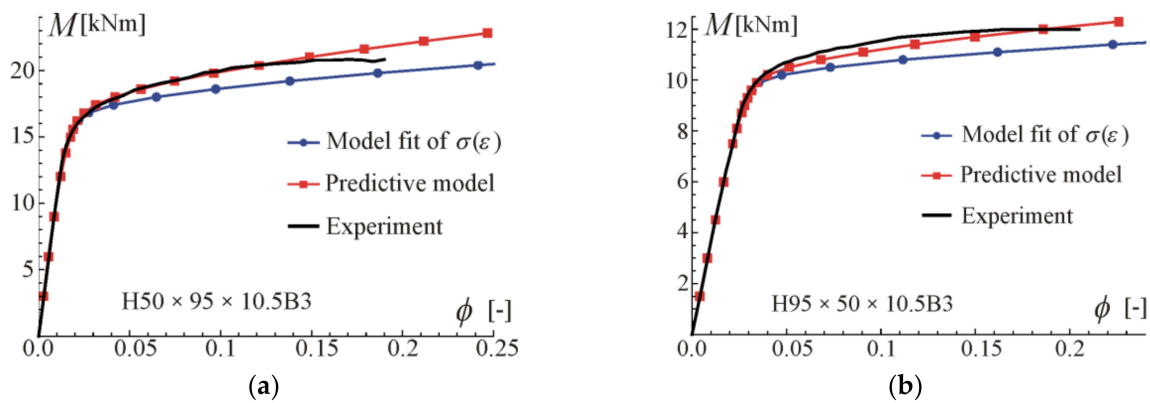 M[kNm]
20
15
10
5
Model fit of σ(ε)
Predictive model
Experiment
H50 × 95 × 10.5B3
ϕ [-]
0.0 0.05 0.1 0.15 0.2 0.25
(a)
M[kNm]
12
10
8
6
4
2
Model fit of σ(ε)
Predictive model
Experiment
H95 × 50 × 10.5B3
ϕ [-]
0.0 0.05 0.1 0.15 0.2
(b)